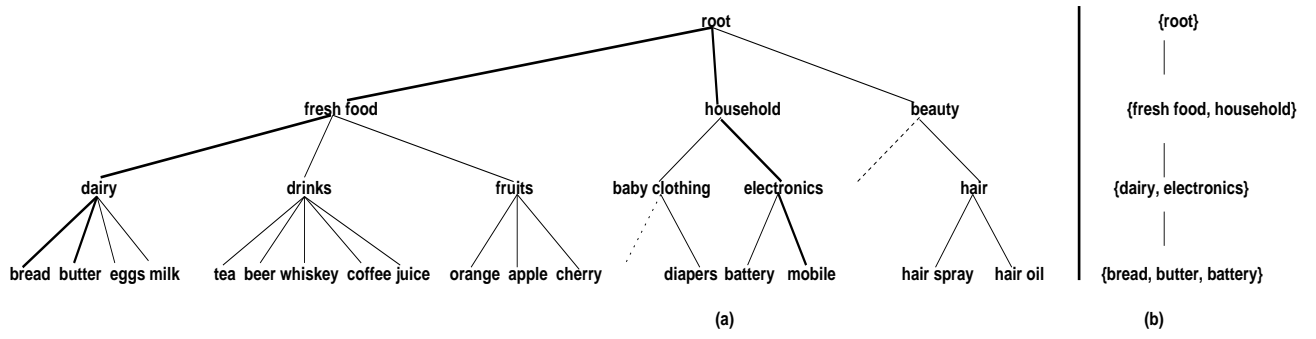 root {root}
fresh food household beauty {fresh food, household}
dairy drinks fruits baby clothing electronics hair {dairy, electronics}
bread butter eggs milk tea beer whiskey coffee juice orange apple cherry diapers battery mobile hair spray hair oil {bread, butter, battery}
(a) (b)